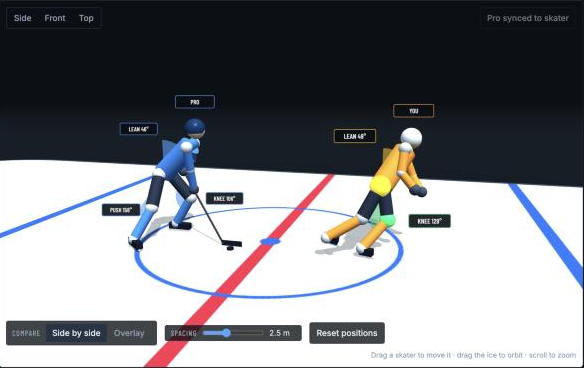 Side Front Top
Pro synced to skater
PRO
YOU
LEAN 46°
LEAN 48°
KNEE 106°
PUSH 150°
KNEE 129°
COMPARE Side by side Overlay
SPACING 2.5 m
Reset positions
Drag a skater to move it · drag the ice to orbit · scroll to zoom